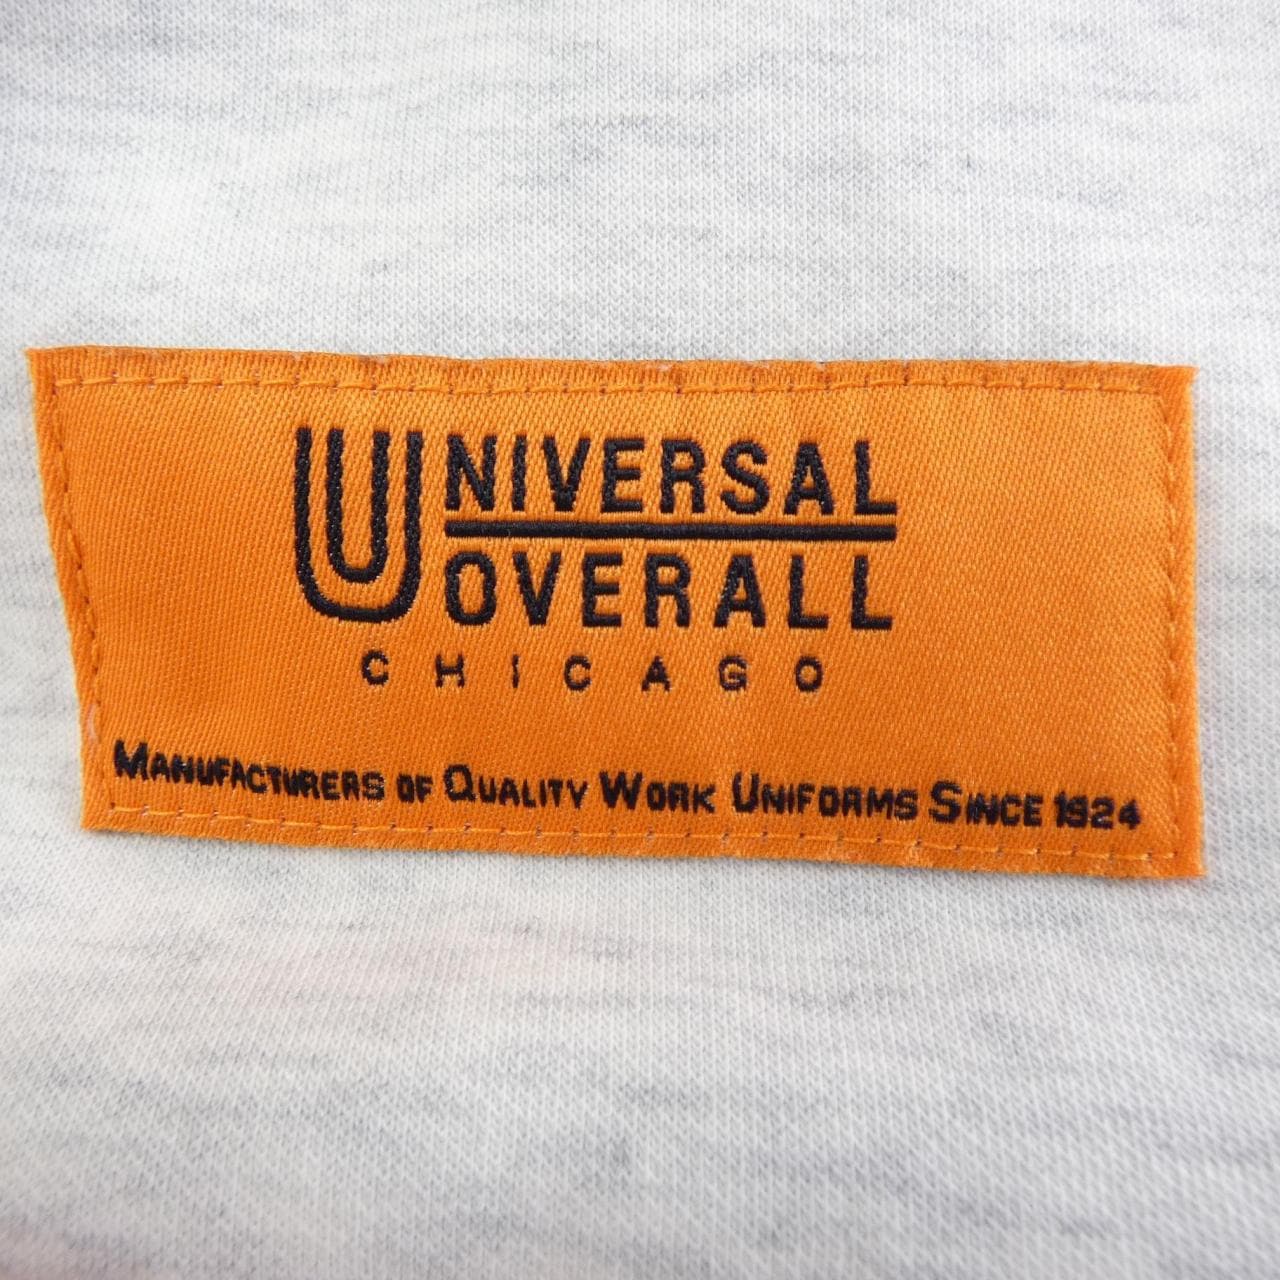 UNIVERSAL
OVERALL
CHICAGO
MANUFACTURERS OF QUALITY WORK UNIFORMS SINCE 1924